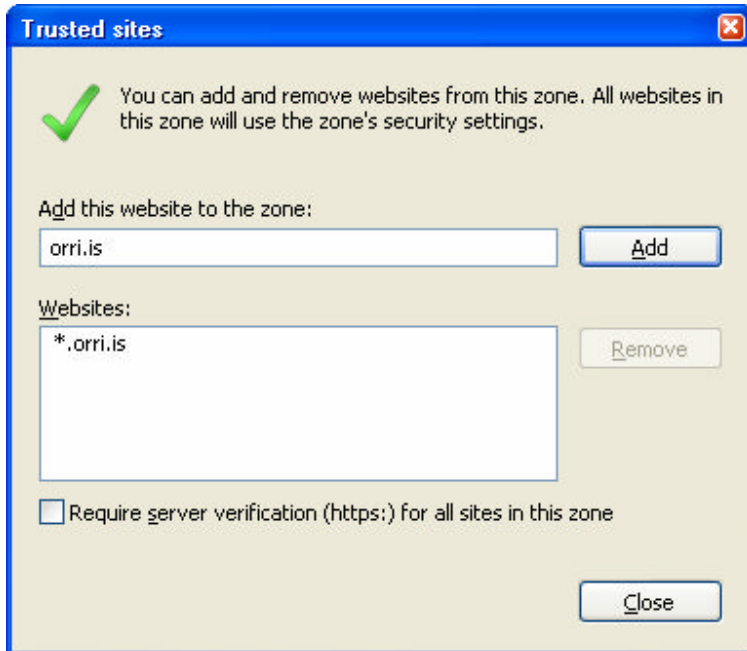 Trusted sites
You can add and remove websites from this zone. All websites in
this zone will use the zone's security settings.
Add this website to the zone:
orri.is
Add
Websites:
*.orri.is
Remove
Require server verification (https:) for all sites in this zone
Close